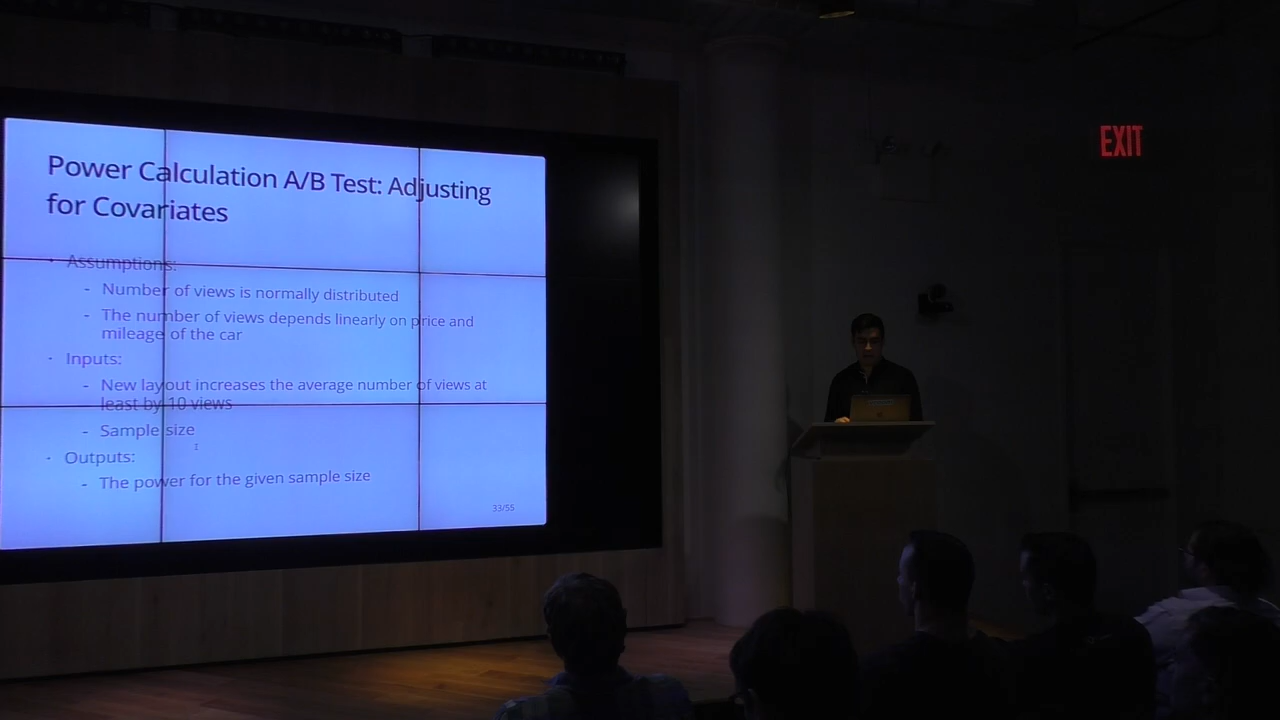 Power Calculation A/B Test: Adjusting
for Covariates
· Assumptions:
- Number of views is normally distributed
- The number of views depends linearly on price and
mileage of the car
· Inputs:
- New layout increases the average number of views at
least by 10 views
- Sample size
· Outputs:
- The power for the given sample size
33/55
EXIT